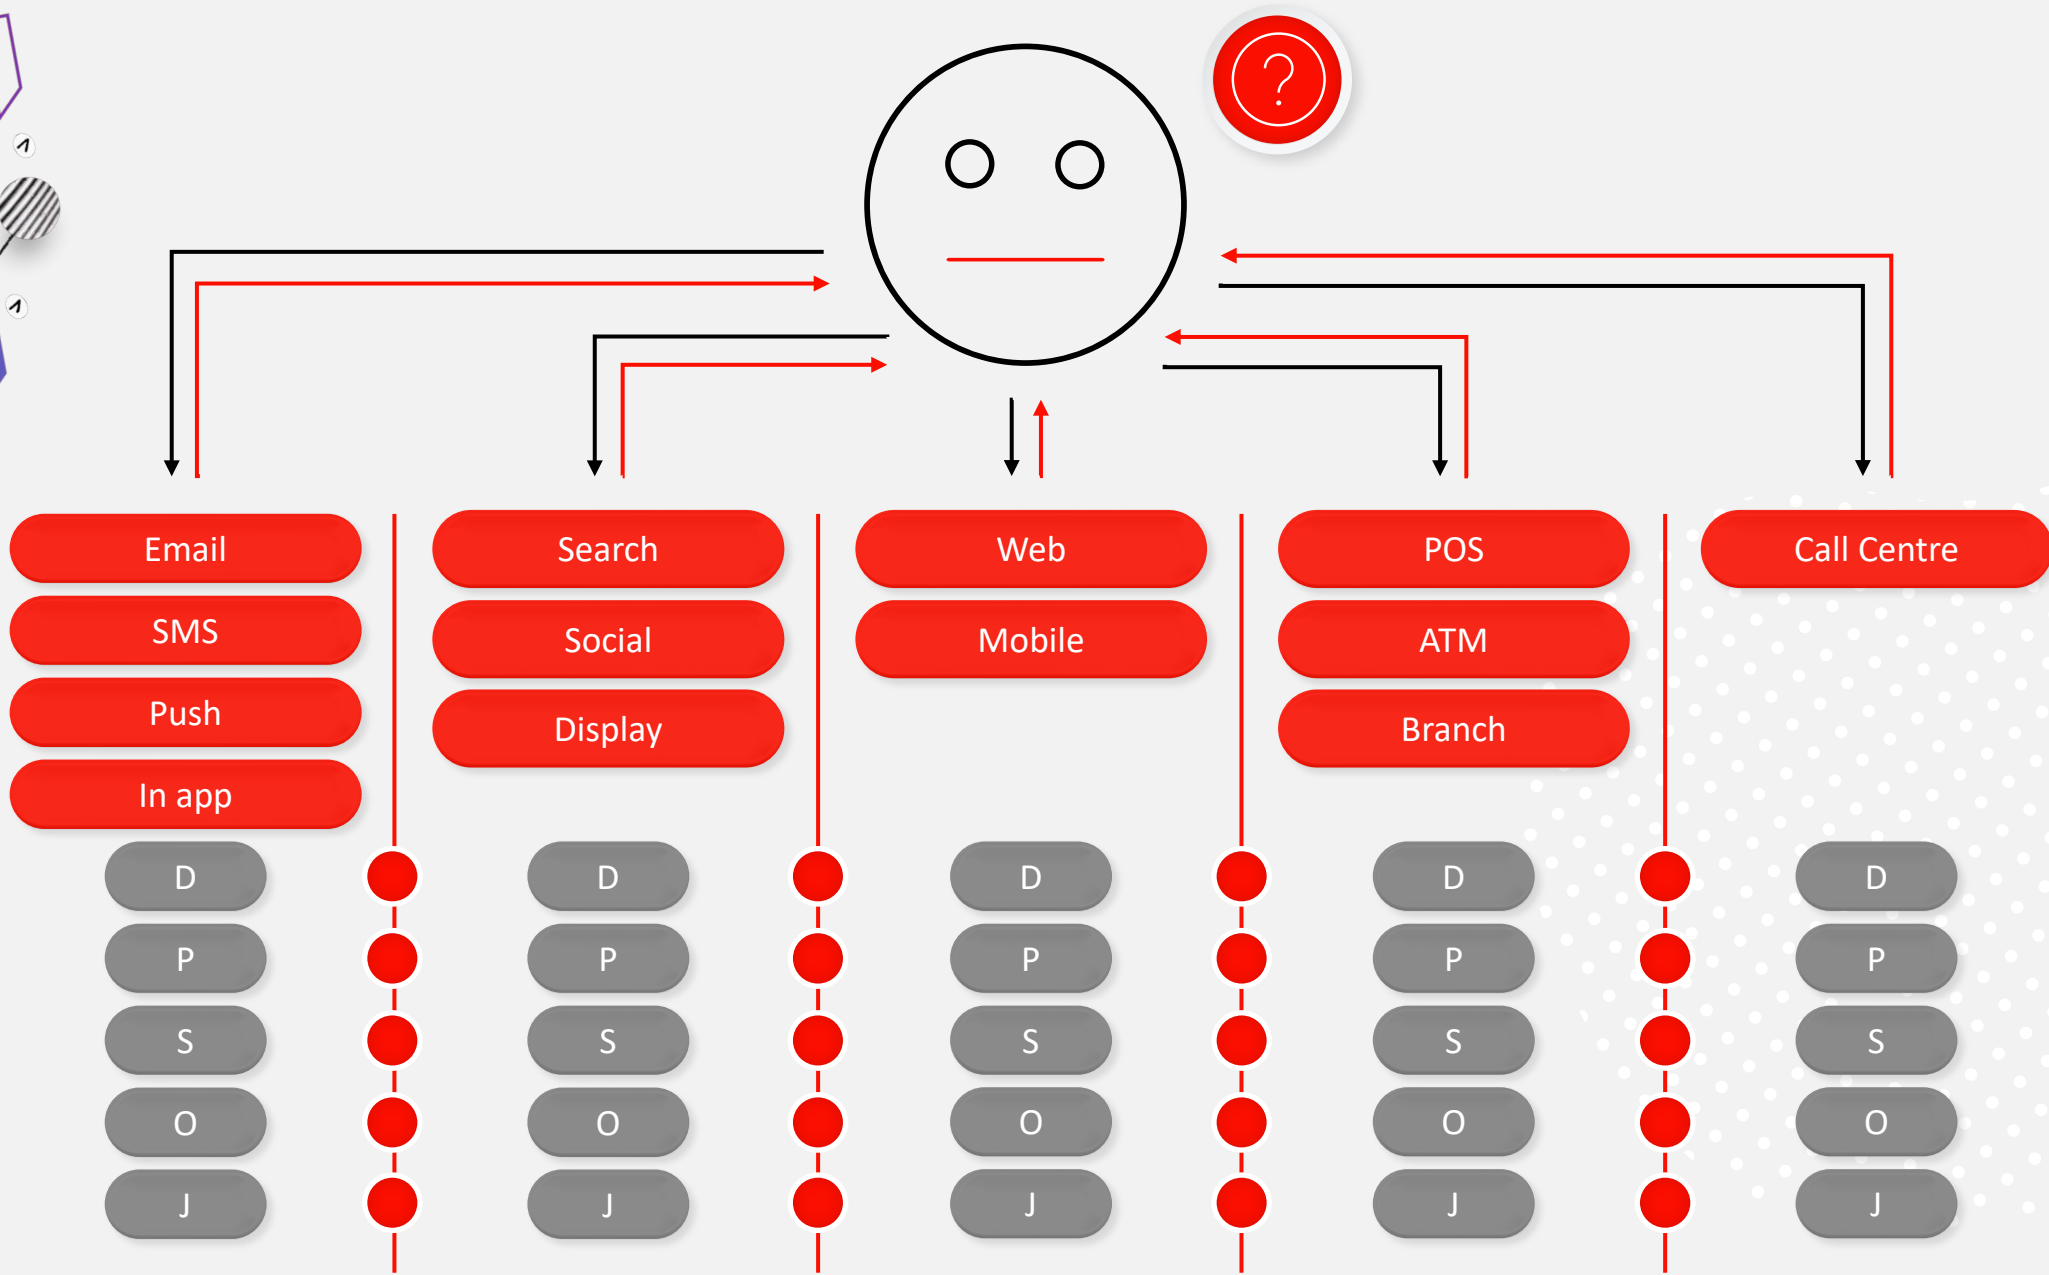 ?
Email
SMS
Push
In app
D
P
S
O
J
Search
Social
Display
D
P
S
O
J
Web
Mobile
D
P
S
O
J
POS
ATM
Branch
D
P
S
O
J
Call Centre
D
P
S
O
J